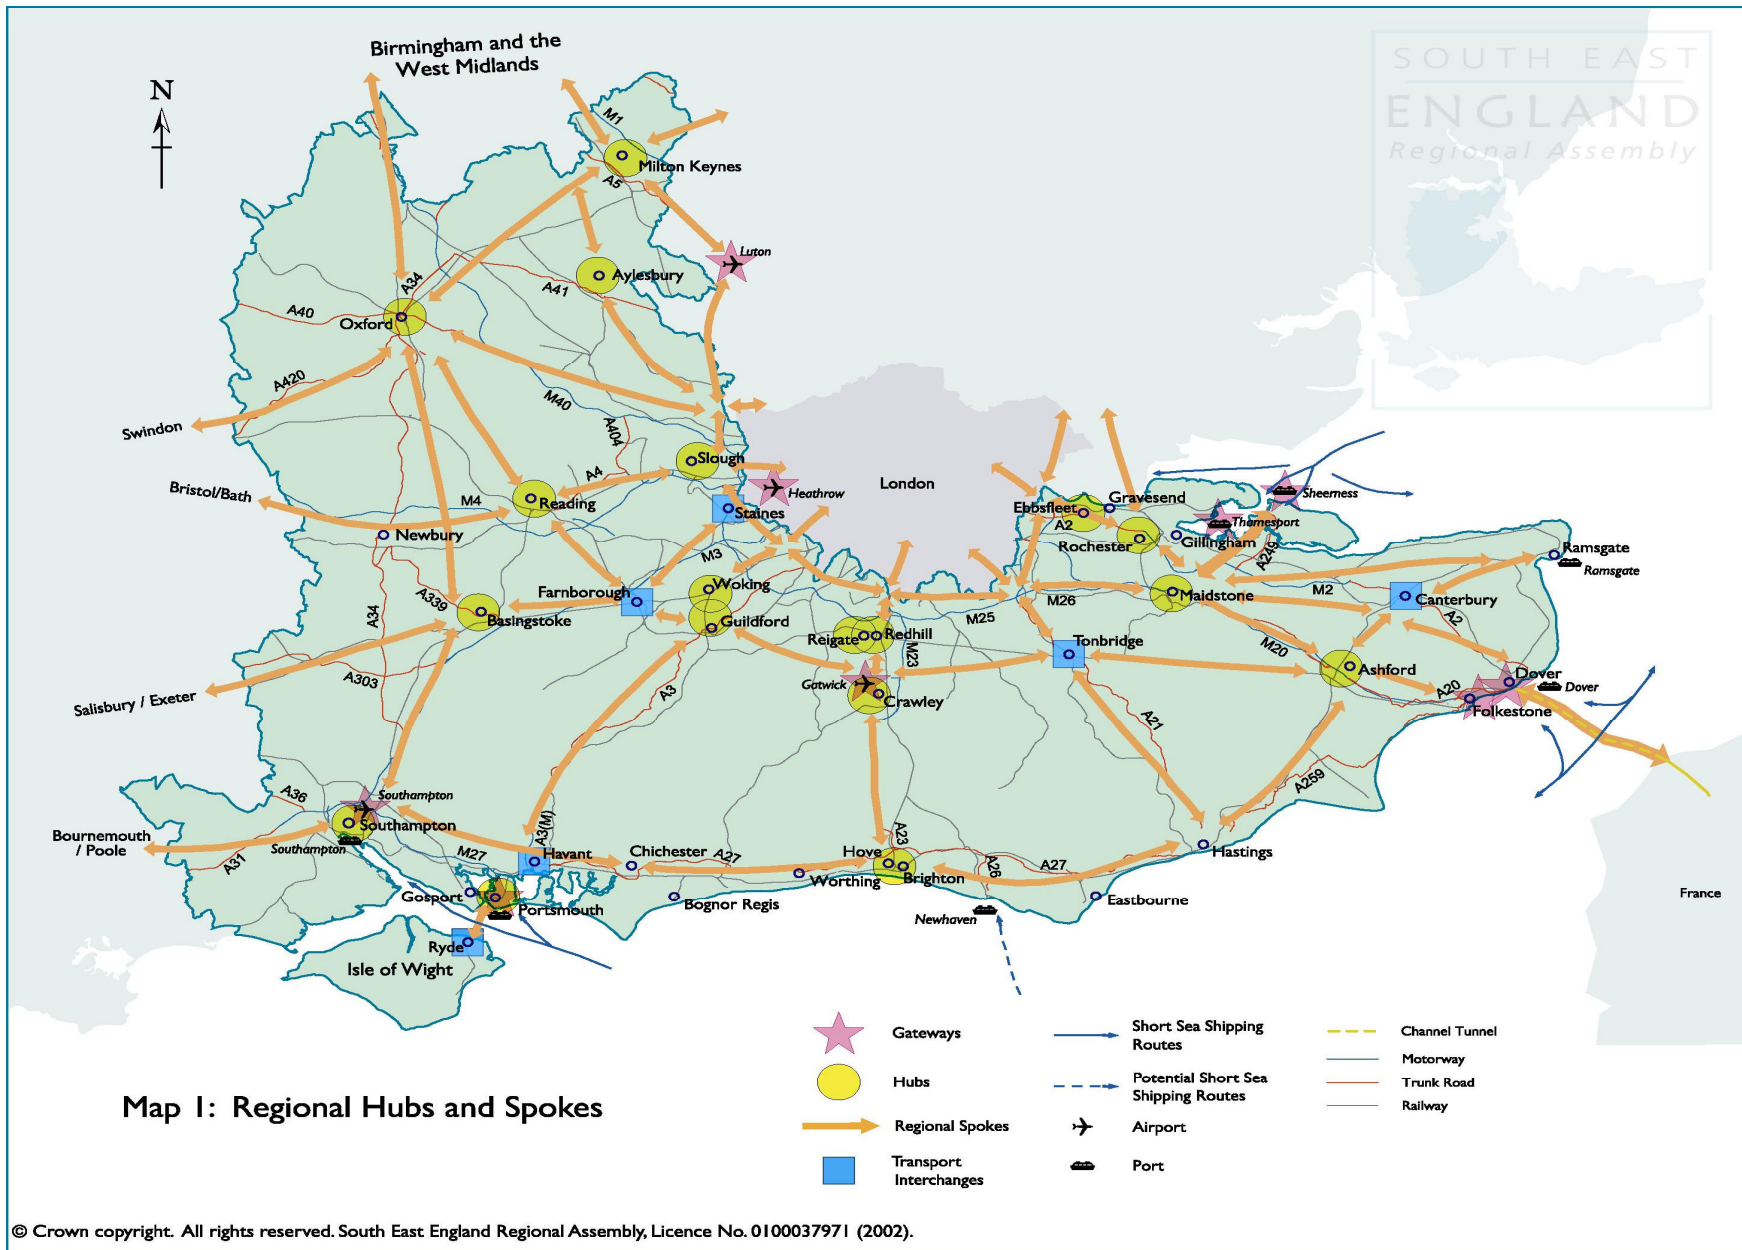 Birmingham and the
West Midlands
N
SOUTH EAST
ENGLAND
Regional Assembly
M1
Milton Keynes
A5
Luton
Aylesbury
A34
A41
A40
Oxford
A420
M40
Swindon
A404
Slough
A4
Bristol/Bath
M4
Reading
Heathrow
Staines
London
Newbury
Ebbsfleet
Gravesend
A2
Rochester
Gillingham
Thamesport
Sheerness
A249
Ramsgate
Ramsgate
M3
Farnborough
Woking
A339
A34
Basingstoke
Guildford
M25
M26
Maidstone
M2
Canterbury
A2
Reigate
Redhill
M23
Tonbridge
M20
Ashford
A303
A3
Gatwick
Crawley
A21
A20
Dover
Dover
Folkestone
Salisbury / Exeter
A259
A36
Southampton
Southampton
Southampton
Bournemouth
/ Poole
A31
M27
A3(M)
Havant
Chichester
A27
Hove
A23
Brighton
A26
A27
Hastings
Worthing
Gosport
Portsmouth
Bognor Regis
Newhaven
Eastbourne
France
Ryde
Isle of Wight
Gateways
Hubs
Regional Spokes
Transport
Interchanges
Short Sea Shipping
Routes
Potential Short Sea
Shipping Routes
Airport
Port
Channel Tunnel
Motorway
Trunk Road
Railway
Map 1: Regional Hubs and Spokes
© Crown copyright. All rights reserved. South East England Regional Assembly, Licence No. 0100037971 (2002).